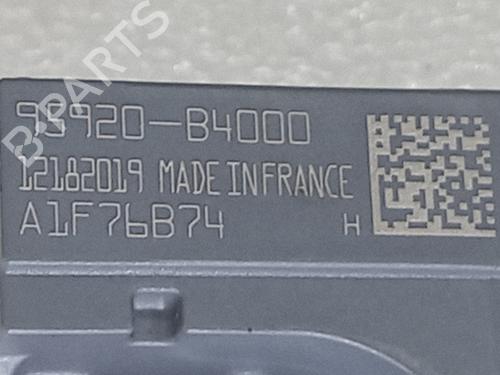 95920-B4000
12182019 MADE IN FRANCE
A1F76B74 H
B-PARTS